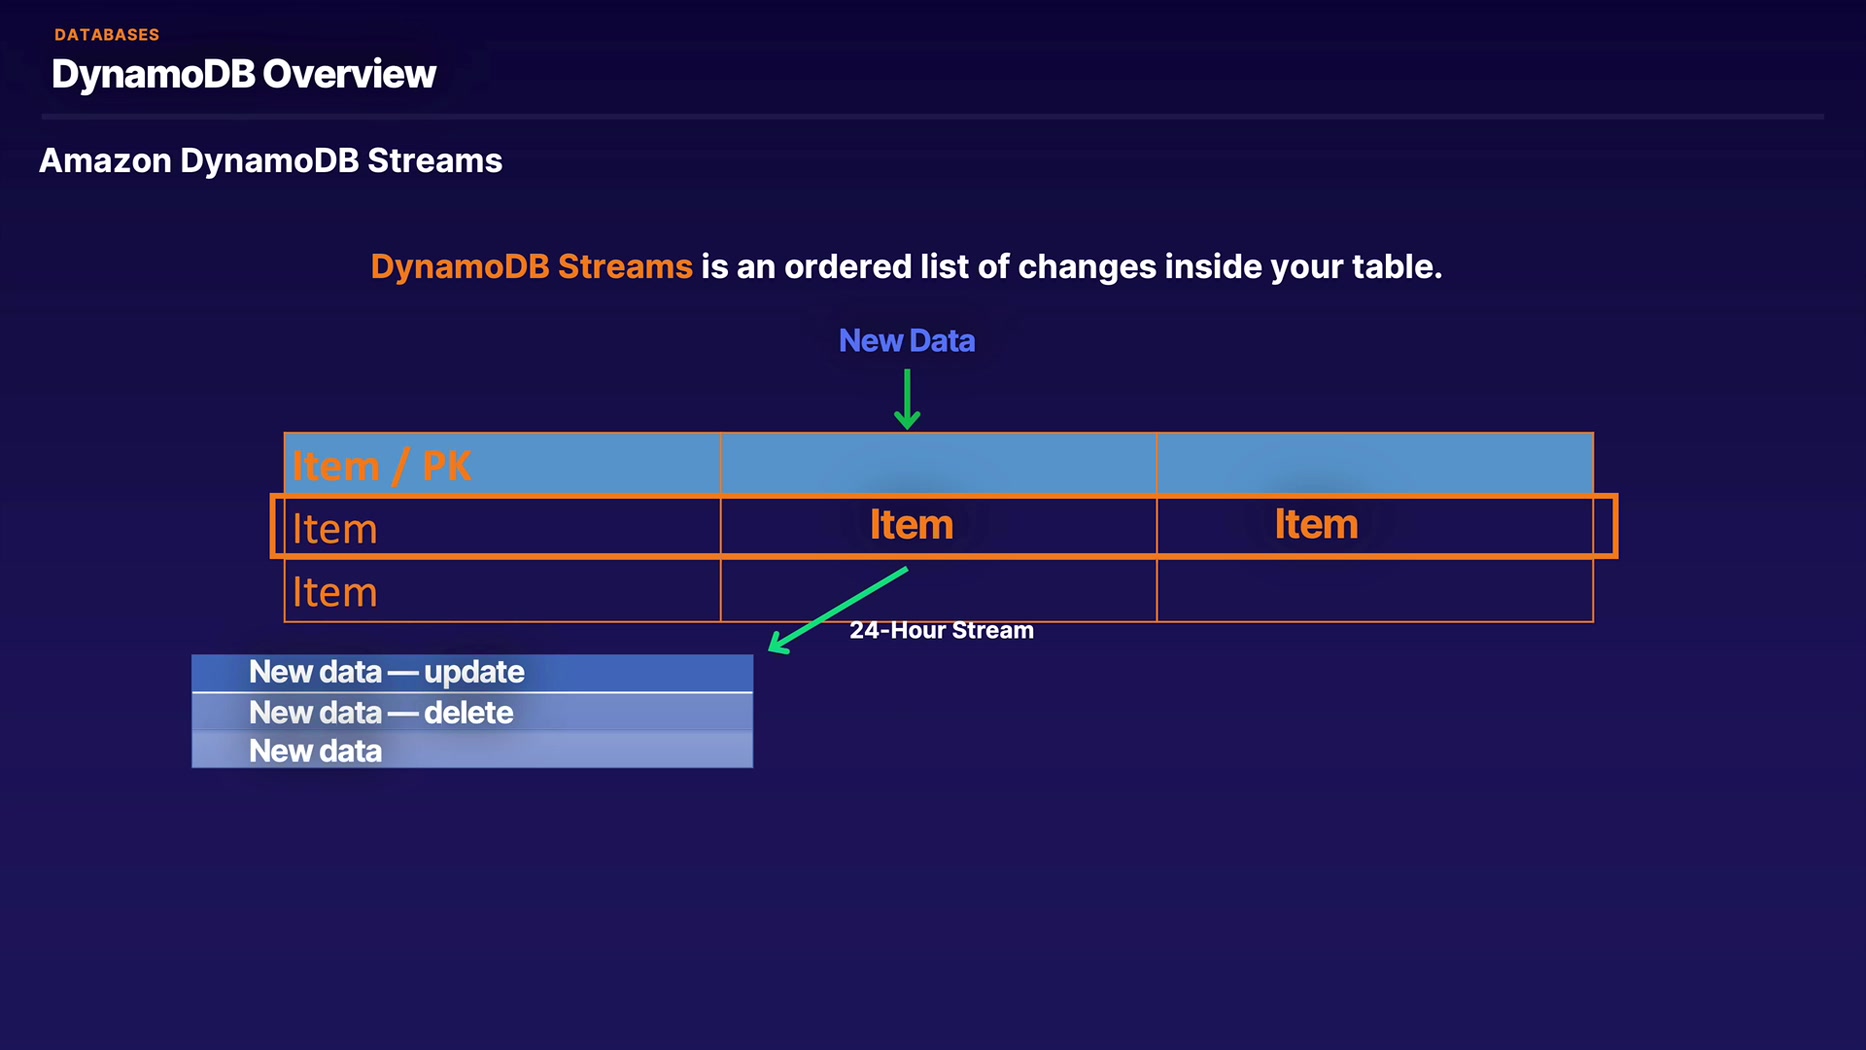 DATABASES
DynamoDB Overview
Amazon DynamoDB Streams
DynamoDB Streams is an ordered list of changes inside your table.
New Data
Item / PK
Item Item Item
Item
24-Hour Stream
New data — update
New data — delete
New data